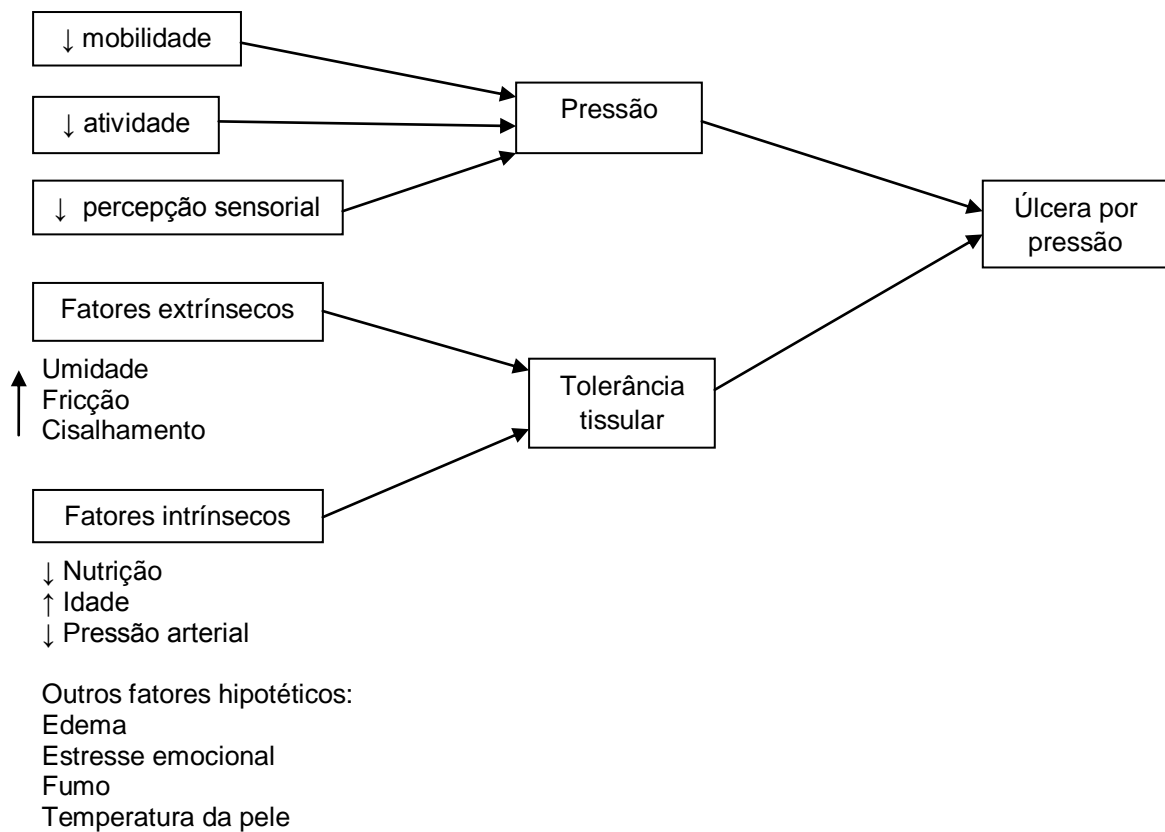 ↓ mobilidade
↓ atividade
↓ percepção sensorial
Pressão
Úlcera por
pressão
Fatores extrínsecos
Umidade
Fricção
Cisalhamento
Tolerância
tissular
Fatores intrínsecos
↓ Nutrição
↑ Idade
↓ Pressão arterial
Outros fatores hipotéticos:
Edema
Estresse emocional
Fumo
Temperatura da pele